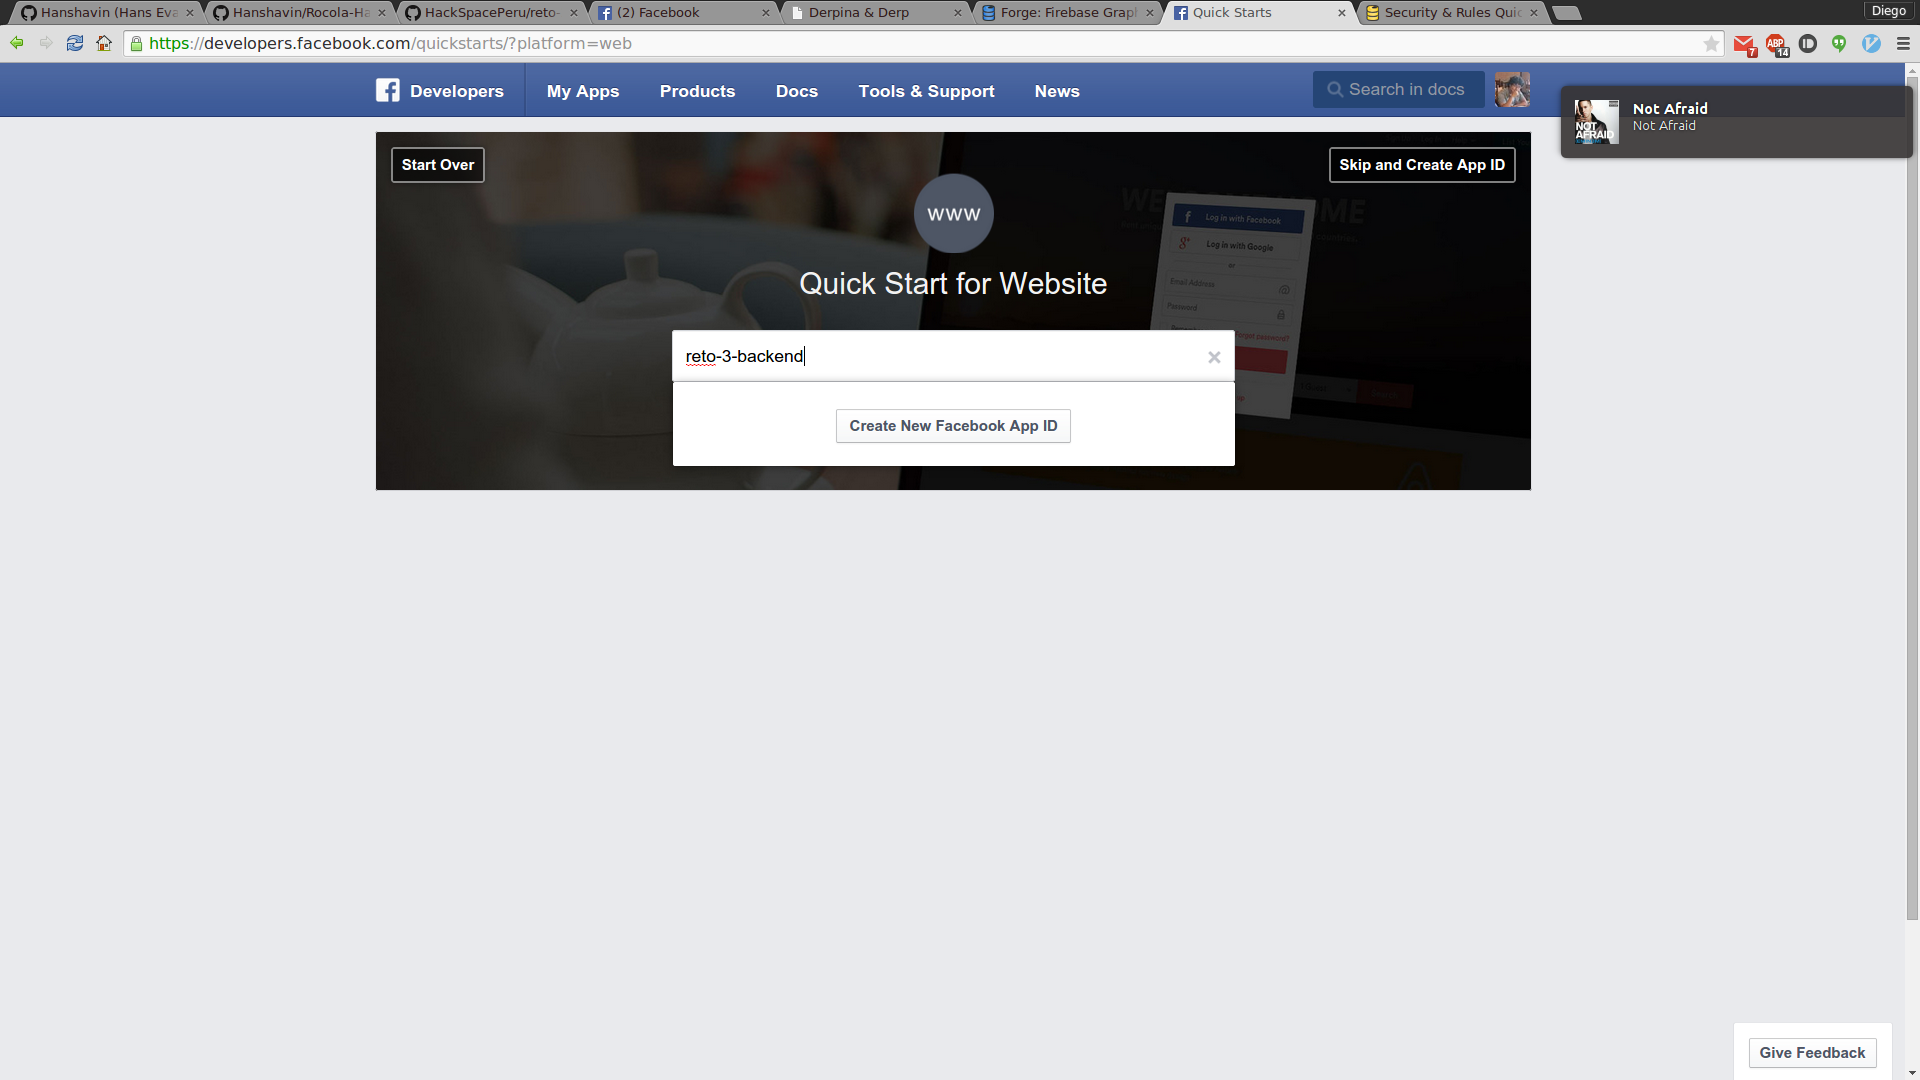 Hanshavin (Hans Eva
Hanshavin/Rocola-Ha
HackSpacePeru/reto-
(2) Facebook
Derpina & Derp
Forge: Firebase Grap
Quick Starts
Security & Rules Quic
Diego
https://developers.facebook.com/quickstarts/?platform=web
7
ABP
14
Developers
My Apps
Products
Docs
Tools & Support
News
Search in docs
NOT
AFRAID
Not Afraid
Not Afraid
Start Over
Skip and Create App ID
www
Log in with Facebook
Log in with Google
or
Email Address
Password
Forgot password?
Quick Start for Website
reto-3-backend
Create New Facebook App ID
Give Feedback